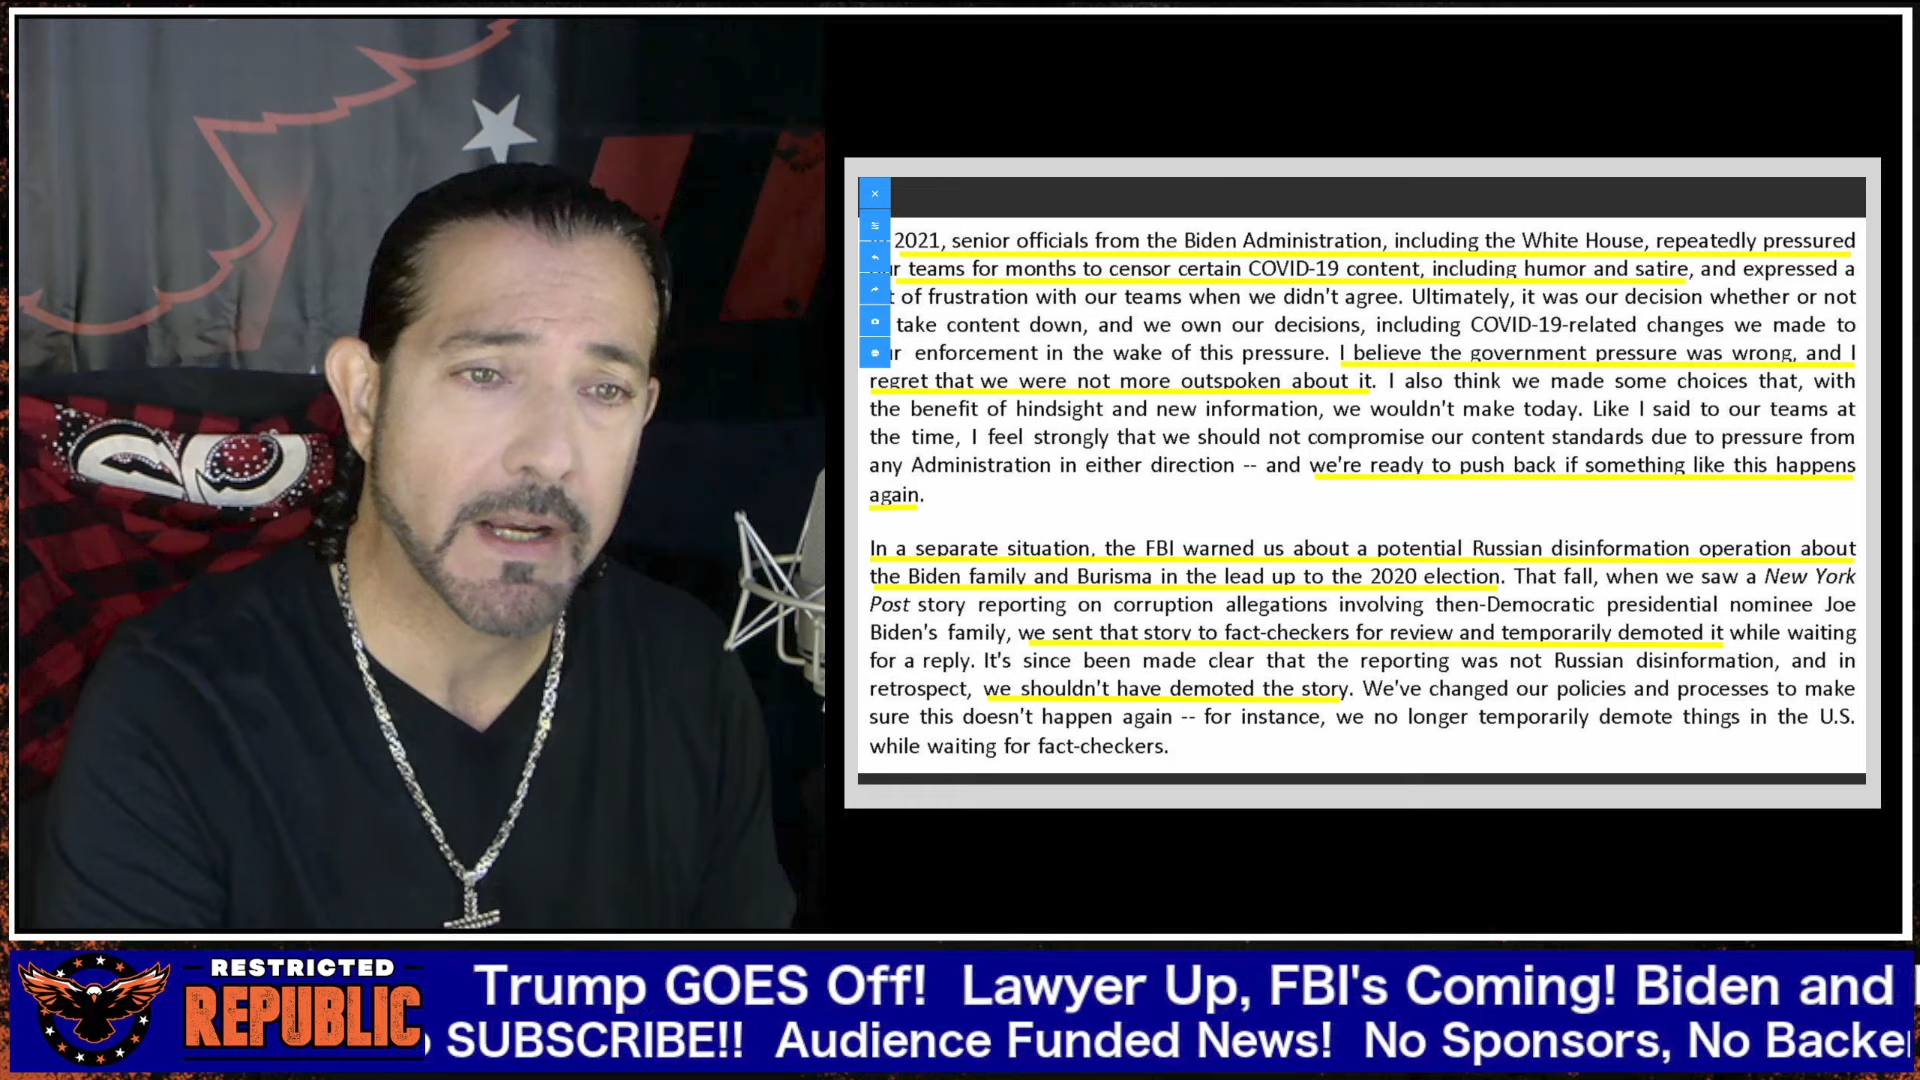 2021, senior officials from the Biden Administration, including the White House, repeatedly pressured
teams for months to censor certain COVID-19 content, including humor and satire, and expressed a
of frustration with our teams when we didn't agree. Ultimately, it was our decision whether or not
take content down, and we own our decisions, including COVID-19-related changes we made to
enforcement in the wake of this pressure. I believe the government pressure was wrong, and I
regret that we were not more outspoken about it. I also think we made some choices that, with
the benefit of hindsight and new information, we wouldn't make today. Like I said to our teams at
the time, I feel strongly that we should not compromise our content standards due to pressure from
any Administration in either direction -- and we're ready to push back if something like this happens
again.
In a separate situation, the FBI warned us about a potential Russian disinformation operation about
the Biden family and Burisma in the lead up to the 2020 election. That fall, when we saw a New York
Post story reporting on corruption allegations involving then-Democratic presidential nominee Joe
Biden's family, we sent that story to fact-checkers for review and temporarily demoted it while waiting
for a reply. It's since been made clear that the reporting was not Russian disinformation, and in
retrospect, we shouldn't have demoted the story. We've changed our policies and processes to make
sure this doesn't happen again -- for instance, we no longer temporarily demote things in the U.S.
while waiting for fact-checkers.
RESTRICTED
REPUBLIC
Trump GOES Off! Lawyer Up, FBI's Coming! Biden and
SUBSCRIBE!! Audience Funded News! No Sponsors, No Backe